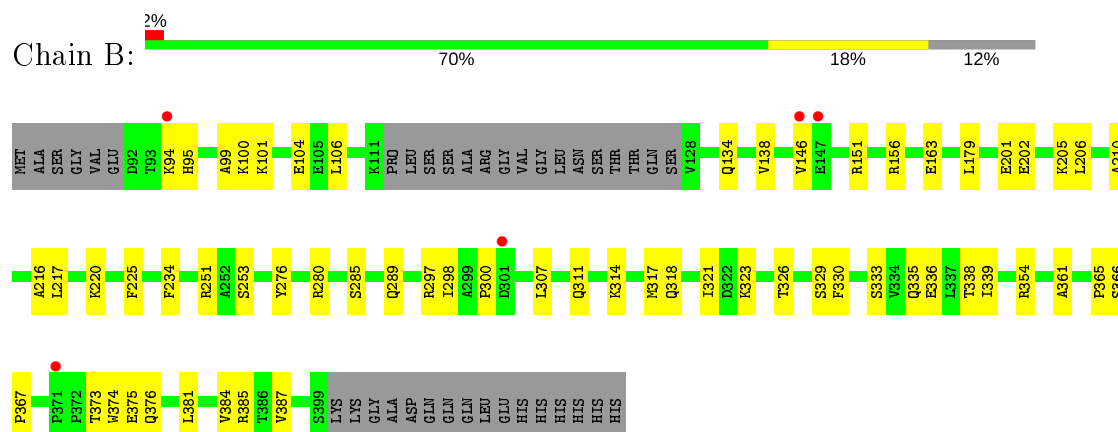 2%
Chain B:
70% 18% 12%
MET ALA SER GLY VAL GLU D92 T93 K94 H95 A99 K100 K101 E104 E105 L106 K111 PRO LEU SER SER ALA ARG GLY VAL GLY LEU ASN SER THR THR GLN SER V128 Q134 V138 V146 E147 R151 R156 E163 L179 E201 E202 K205 L206 A210
A216 L217 K220 F225 F234 R251 A252 S253 Y276 R280 S285 Q289 R297 I298 A299 P300 D301 L307 Q311 K314 M317 Q318 I321 D322 K323 T326 S329 F330 S333 V334 Q335 E336 L337 T338 I339 R354 A361 P365 S366
P367 P371 P372 T373 W374 E375 Q376 L381 V384 R385 T386 V387 S399 LYS LYS GLY ALA ASP GLN GLN GLN LEU GLU HIS HIS HIS HIS HIS HIS